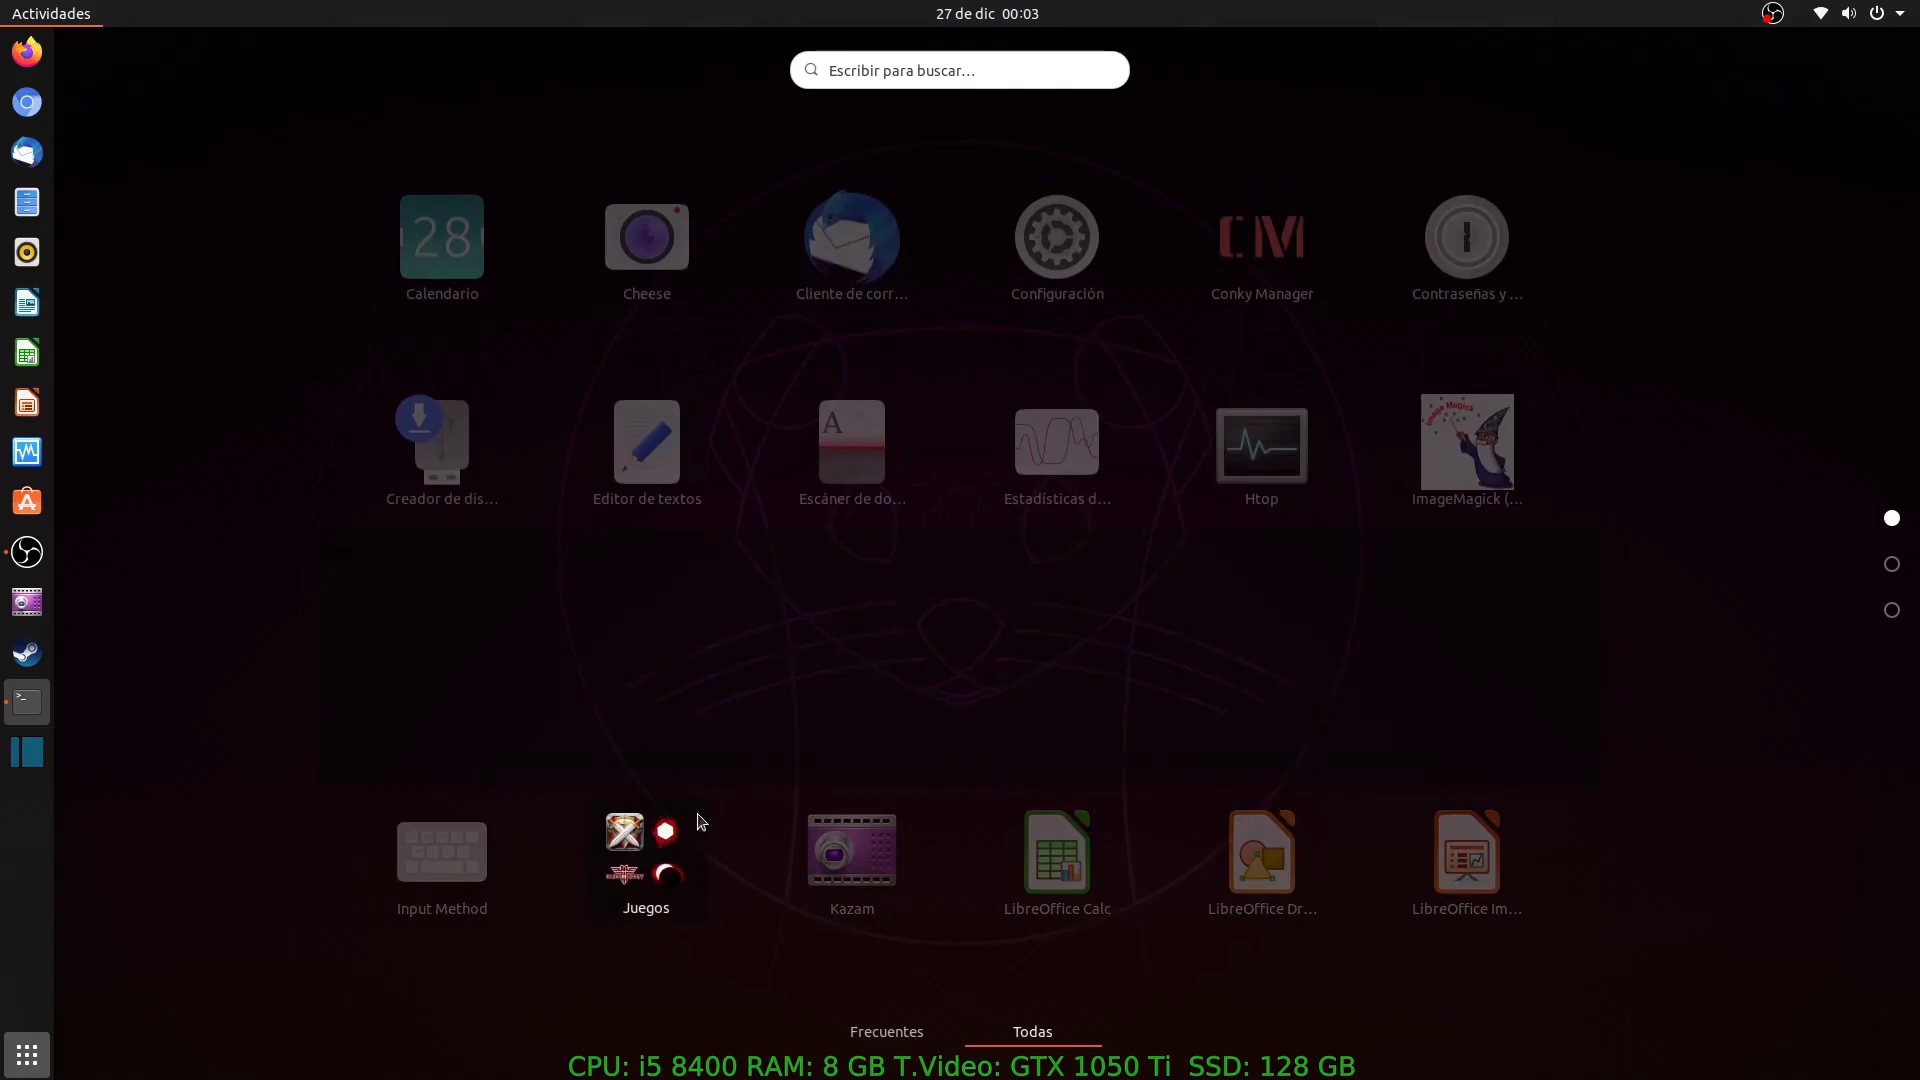 Actividades
27 de dic 00:03
Escribir para buscar...
28
CM
Calendario
Cheese
Cliente de corr...
Configuración
Conky Manager
Contraseñas y ...
A
Image Magick
Creador de dis...
Editor de textos
Escáner de do...
Estadísticas d...
Htop
ImageMagick (...
Input Method
Juegos
Kazam
LibreOffice Calc
LibreOffice Dr...
LibreOffice Im...
Frecuentes
Todas
CPU: i5 8400 RAM: 8 GB T.Video: GTX 1050 Ti SSD: 128 GB